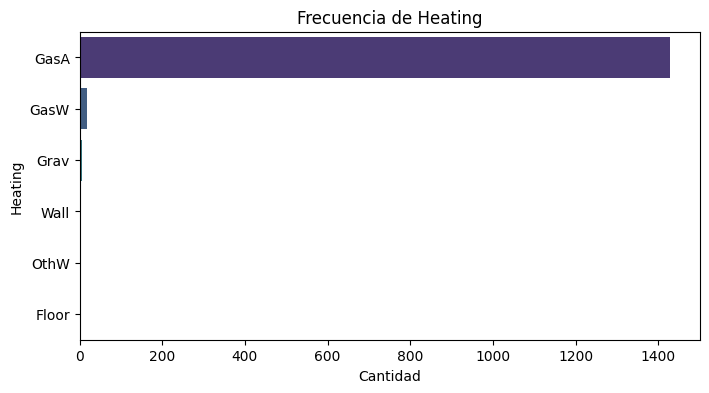 Frecuencia de Heating
Heating
GasA
GasW
Grav
Wall
OthW
Floor
0 200 400 600 800 1000 1200 1400
Cantidad